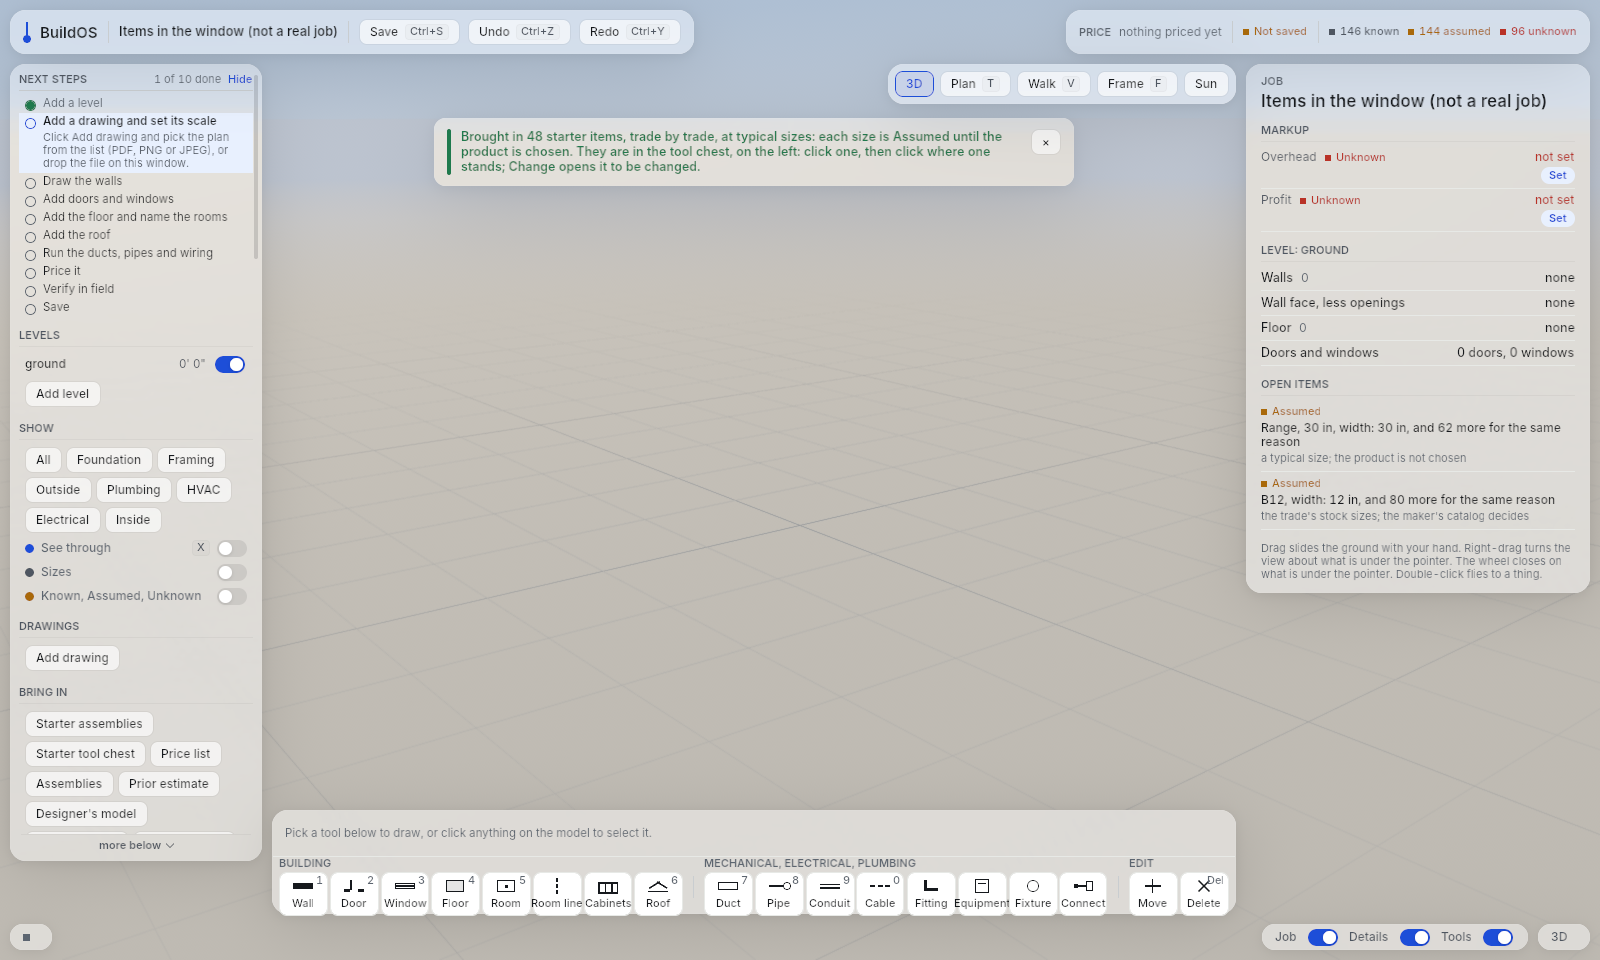 BuildOS
Items in the window (not a real job)
Save Ctrl+S
Undo Ctrl+Z
Redo Ctrl+Y
PRICE nothing priced yet
Not saved
146 known
144 assumed
96 unknown
NEXT STEPS
1 of 10 done Hide
Add a level
Add a drawing and set its scale
Click Add drawing and pick the plan
from the list (PDF, PNG or JPEG), or
drop the file on this window.
Draw the walls
Add doors and windows
Add the floor and name the rooms
Add the roof
Run the ducts, pipes and wiring
Price it
Verify in field
Save
LEVELS
ground 0' 0"
Add level
SHOW
All Foundation Framing
Outside Plumbing HVAC
Electrical Inside
See through X
Sizes
Known, Assumed, Unknown
DRAWINGS
Add drawing
BRING IN
Starter assemblies
Starter tool chest Price list
Assemblies Prior estimate
Designer's model
more below
3D
Plan T
Walk V
Frame F
Sun
Brought in 48 starter items, trade by trade, at typical sizes: each size is Assumed until the
product is chosen. They are in the tool chest, on the left: click one, then click where one
stands; Change opens it to be changed.
×
JOB
Items in the window (not a real job)
MARKUP
Overhead Unknown not set
Set
Profit Unknown not set
Set
LEVEL: GROUND
Walls 0 none
Wall face, less openings none
Floor 0 none
Doors and windows 0 doors, 0 windows
OPEN ITEMS
Assumed
Range, 30 in, width: 30 in, and 62 more for the same
reason
a typical size; the product is not chosen
Assumed
B12, width: 12 in, and 80 more for the same reason
the trade's stock sizes; the maker's catalog decides
Drag slides the ground with your hand. Right-drag turns the
view about what is under the pointer. The wheel closes on
what is under the pointer. Double-click flies to a thing.
Pick a tool below to draw, or click anything on the model to select it.
BUILDING
1 Wall
2 Door
3 Window
4 Floor
5 Room
Room line
Cabinets
6 Roof
MECHANICAL, ELECTRICAL, PLUMBING
7 Duct
8 Pipe
9 Conduit
0 Cable
Fitting
Equipment
Fixture
Connect
EDIT
Move
Del Delete
Job
Details
Tools
3D